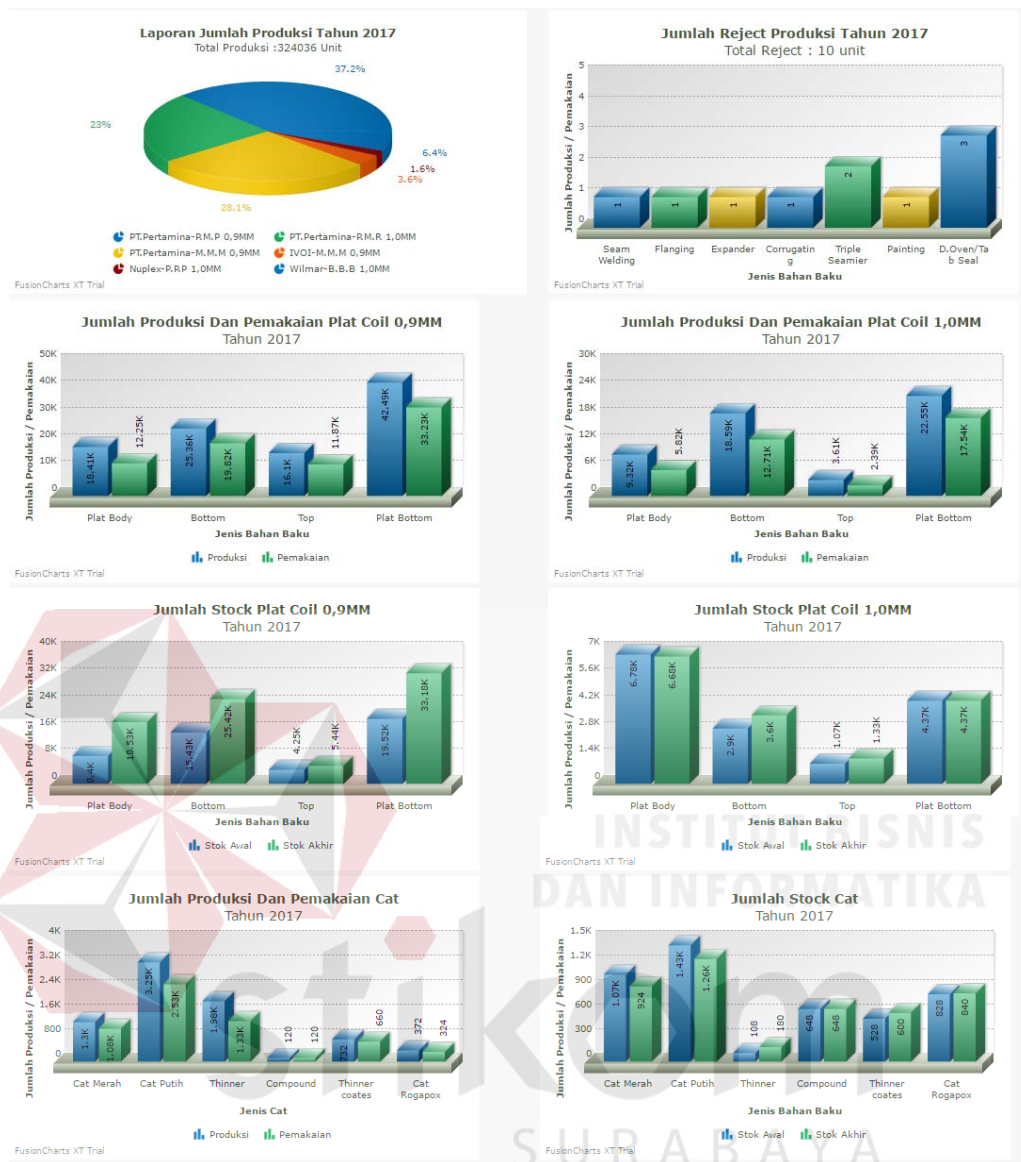 Laporan Jumlah Produksi Tahun 2017
Total Produksi :324036 Unit
37.2%
23%
6.4%
1.6%
3.6%
28.1%
PT.Pertamina-P.M.P 0,9MM
PT.Pertamina-P.M.R 1,0MM
PT.Pertamina-M.M.M 0,9MM
IVOI-M.M.M 0,9MM
Nuplex-P.RP 1,0MM
Wilmar-B.B.B 1,0MM
FusionCharts XT Trial
Jumlah Reject Produksi Tahun 2017
Total Reject : 10 unit
Jumlah Produksi / Pemakaian
5
4
3
2
1
0
1
1
1
1
2
1
3
Seam Welding
Flanging
Expander
Corrugatin
g
Triple Seamier
Painting
D.Oven/Ta
b Seal
Jenis Bahan Baku
FusionCharts XT Trial
Jumlah Produksi Dan Pemakaian Plat Coil 0,9MM
Tahun 2017
Jumlah Produksi / Pemakaian
50K
40K
30K
20K
10K
0
18.41K
12.25K
25.36K
19.82K
16.1K
11.87K
42.49K
33.23K
Plat Body
Bottom
Top
Plat Bottom
Jenis Bahan Baku
Produksi
Pemakaian
FusionCharts XT Trial
Jumlah Produksi Dan Pemakaian Plat Coil 1,0MM
Tahun 2017
Jumlah Produksi / Pemakaian
30K
24K
18K
12K
6K
0
9.32K
5.82K
18.59K
12.71K
3.61K
2.39K
22.55K
17.54K
Plat Body
Bottom
Top
Plat Bottom
Jenis Bahan Baku
Produksi
Pemakaian
FusionCharts XT Trial
Jumlah Stock Plat Coil 0,9MM
Tahun 2017
Jumlah Produksi / Pemakaian
40K
32K
24K
16K
8K
0
8.4K
18.53K
15.43K
25.42K
4.25K
5.44K
19.52K
33.18K
Plat Body
Bottom
Top
Plat Bottom
Jenis Bahan Baku
Stok Awal
Stok Akhir
FusionCharts XT Trial
Jumlah Stock Plat Coil 1,0MM
Tahun 2017
Jumlah Produksi / Pemakaian
7K
5.6K
4.2K
2.8K
1.4K
0
6.78K
6.68K
2.9K
3.6K
1.07K
1.33K
4.37K
4.37K
Plat Body
Bottom
Top
Plat Bottom
Jenis Bahan Baku
Stok Awal
Stok Akhir
FusionCharts XT Trial
Jumlah Produksi Dan Pemakaian Cat
Tahun 2017
Jumlah Produksi / Pemakaian
4K
3.2K
2.4K
1.6K
800
0
1.3K
1.08K
3.25K
2.53K
1.98K
1.33K
120
120
732
660
372
324
Cat Merah
Cat Putih
Thinner
Compound
Thinner coates
Cat Rogapox
Jenis Cat
Produksi
Pemakaian
FusionCharts XT Trial
Jumlah Stock Cat
Tahun 2017
Jumlah Produksi / Pemakaian
1.5K
1.2K
900
600
300
0
1.07K
924
1.43K
1.26K
108
180
648
648
528
600
828
840
Cat Merah
Cat Putih
Thinner
Compound
Thinner coates
Cat Rogapox
Jenis Bahan Baku
Stok Awal
Stok Akhir
FusionCharts XT Trial
INSTITUT BISNIS
DAN INFORMATIKA
stikom
SURABAYA